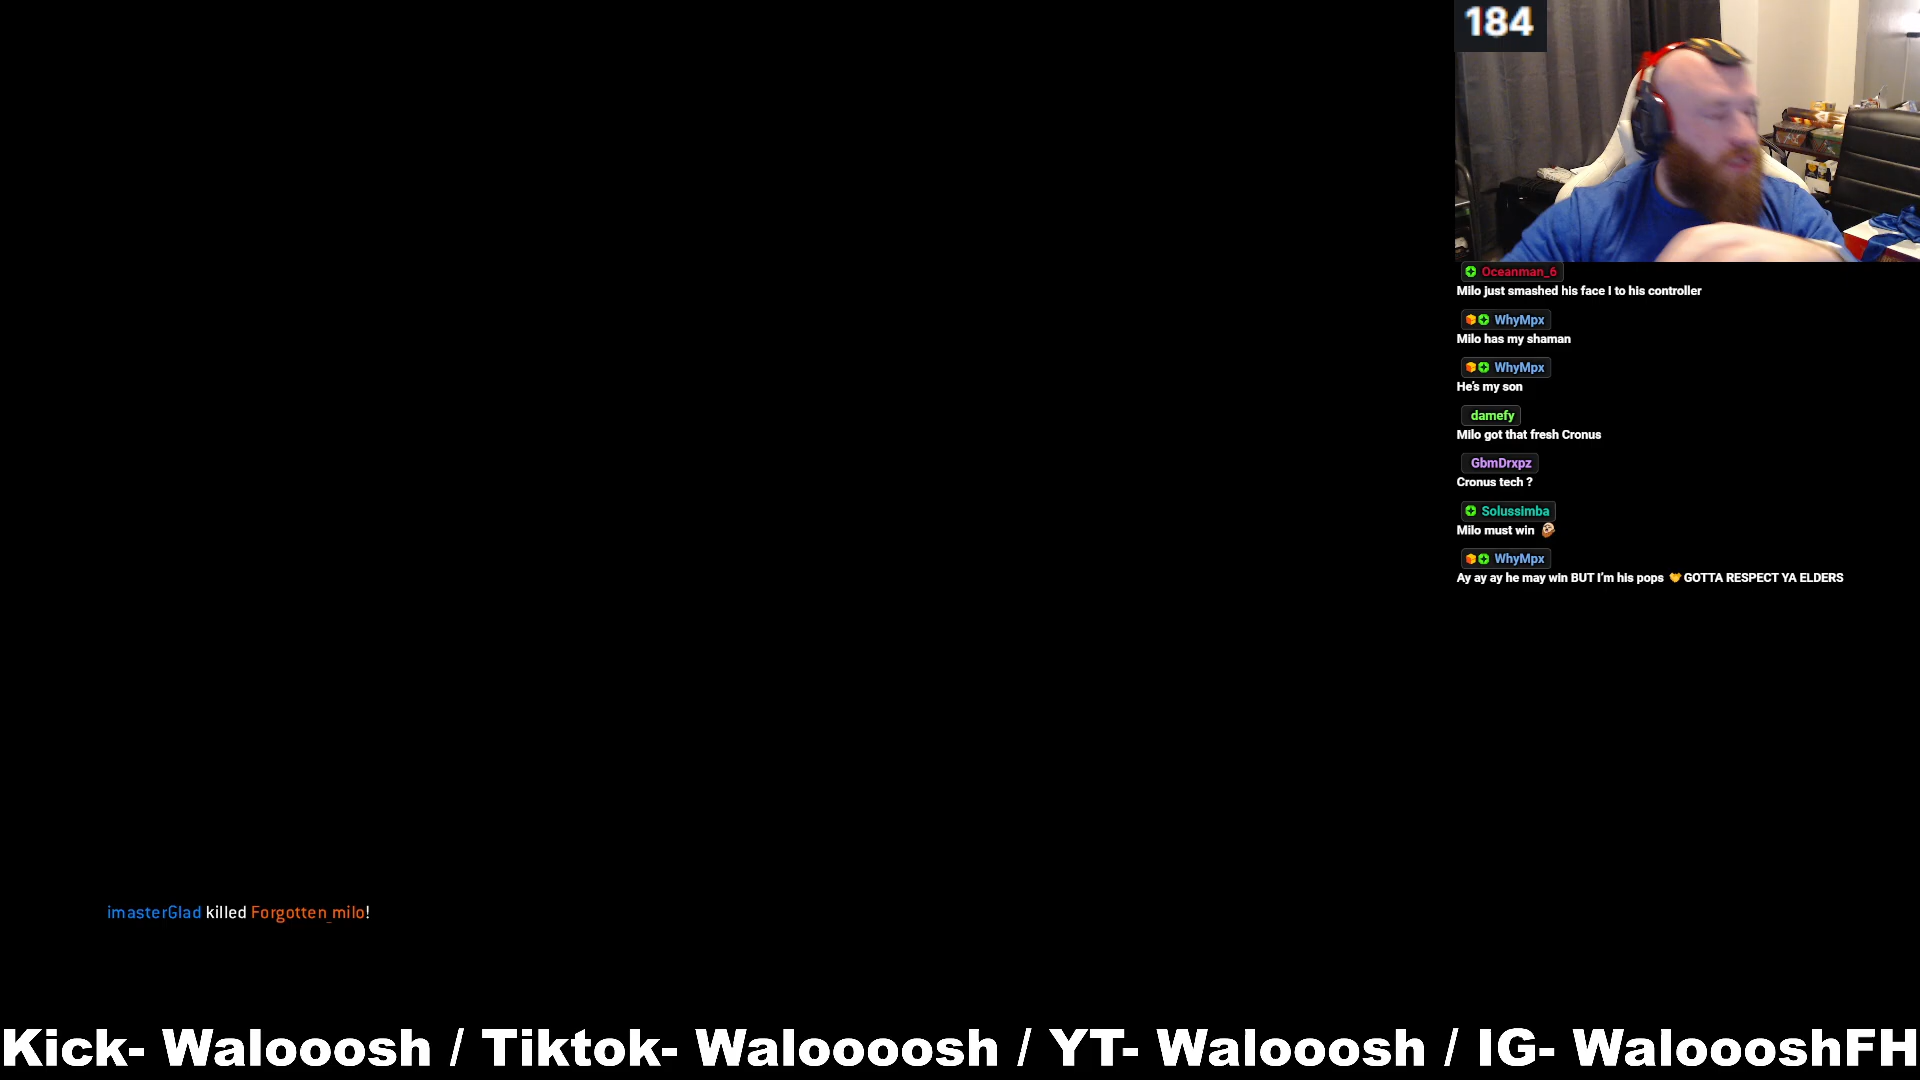 184
Oceanman_6
Milo just smashed his face I to his controller
WhyMpx
Milo has my shaman
WhyMpx
He's my son
damefy
Milo got that fresh Cronus
GbmDrxpz
Cronus tech ?
Solussimba
Milo must win
WhyMpx
Ay ay ay he may win BUT I'm his pops GOTTA RESPECT YA ELDERS
imasterGlad killed Forgotten_milo!
Kick- Walooosh / Tiktok- Waloooosh / YT- Walooosh / IG- WaloooshFH